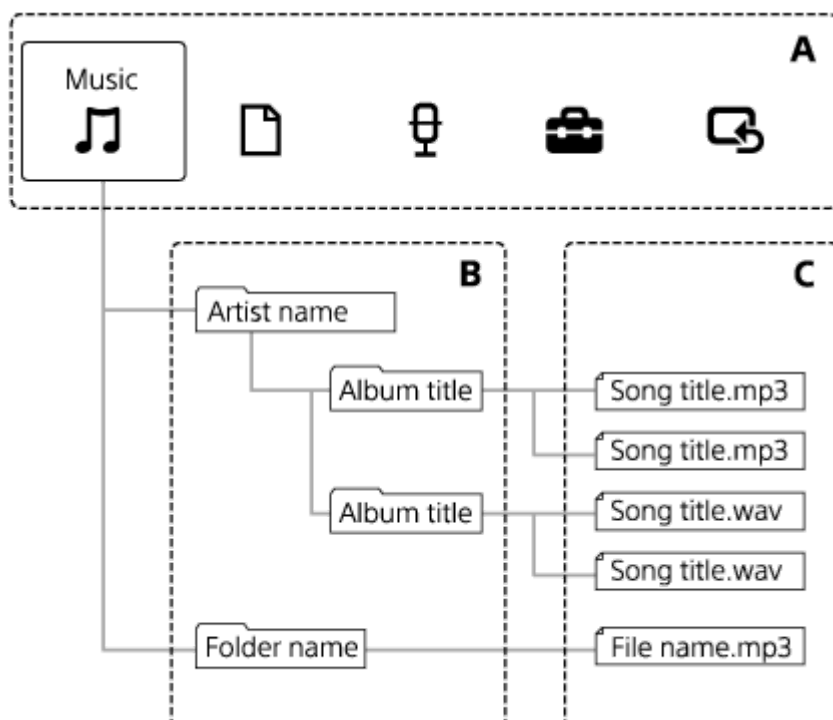 A
Music
B
C
Artist name
Album title
Song title.mp3
Song title.mp3
Album title
Song title.wav
Song title.wav
Folder name
File name.mp3